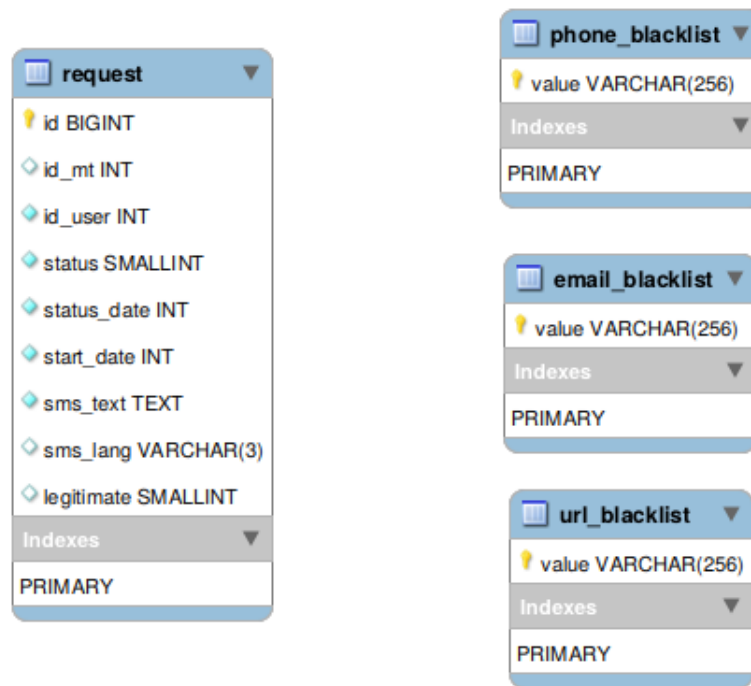 request
id BIGINT
id_mt INT
id_user INT
status SMALLINT
status_date INT
start_date INT
sms_text TEXT
sms_lang VARCHAR(3)
legitimate SMALLINT
Indexes
PRIMARY
phone_blacklist
value VARCHAR(256)
Indexes
PRIMARY
email_blacklist
value VARCHAR(256)
Indexes
PRIMARY
url_blacklist
value VARCHAR(256)
Indexes
PRIMARY